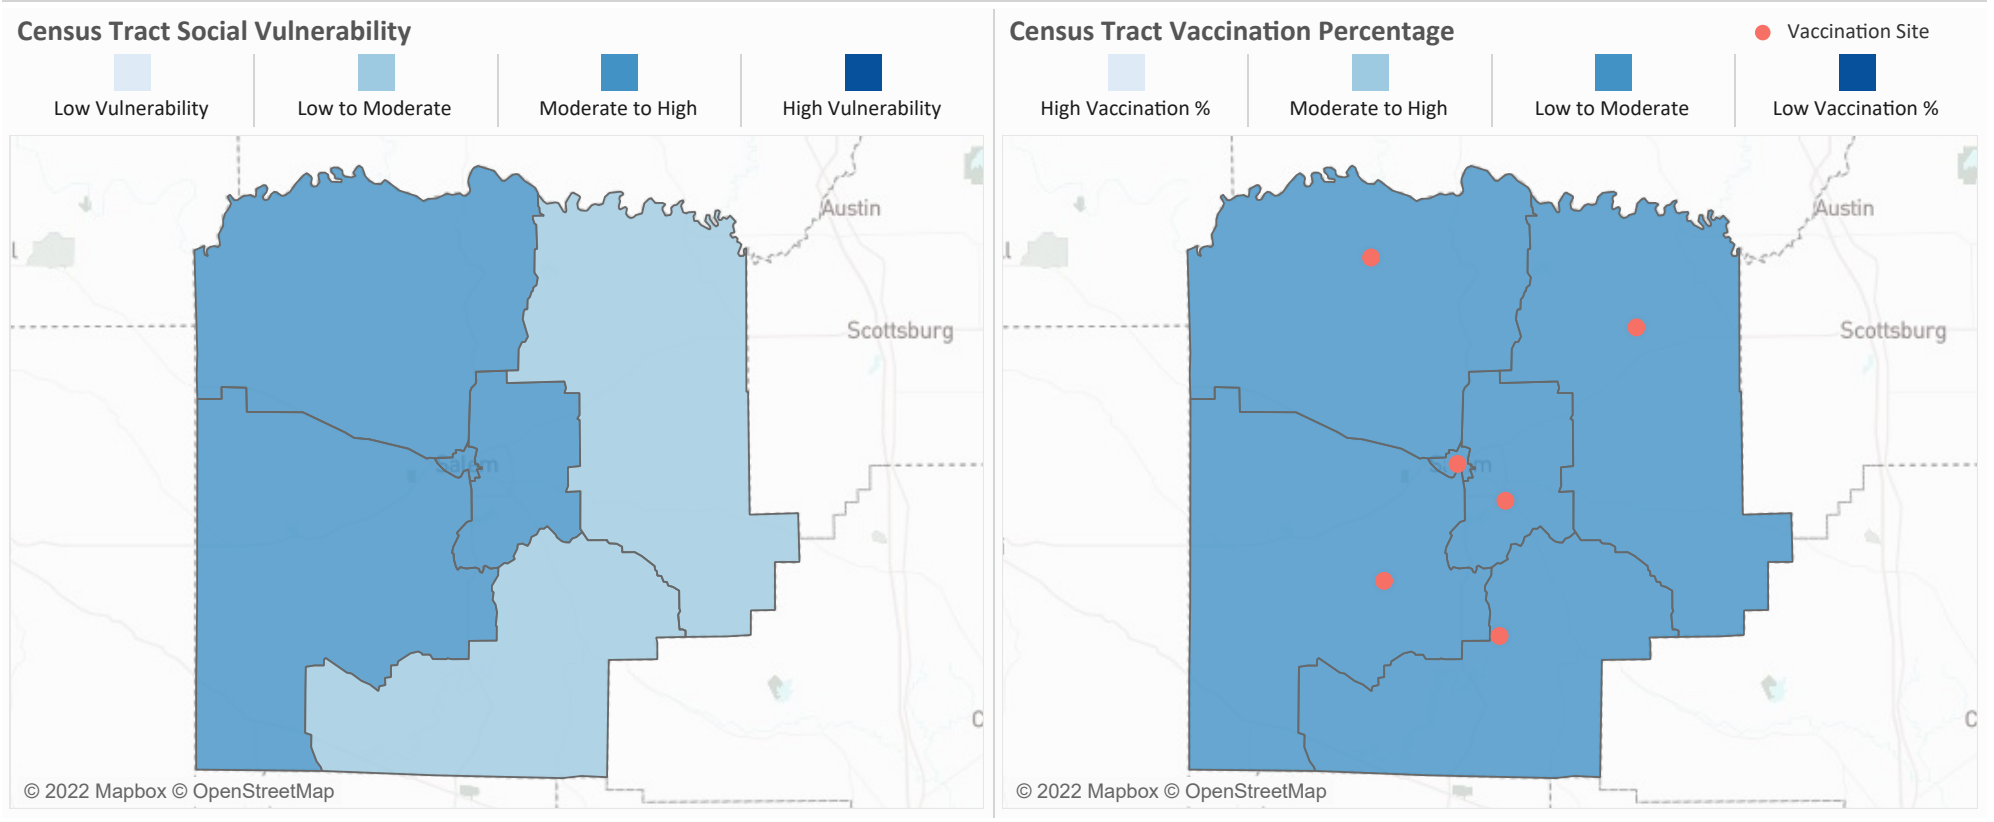 Census Tract Social Vulnerability
Low Vulnerability
Low to Moderate
Moderate to High
High Vulnerability
Austin
Scottsburg
Salem
© 2022 Mapbox © OpenStreetMap
Census Tract Vaccination Percentage
Vaccination Site
High Vaccination %
Moderate to High
Low to Moderate
Low Vaccination %
Austin
Scottsburg
© 2022 Mapbox © OpenStreetMap